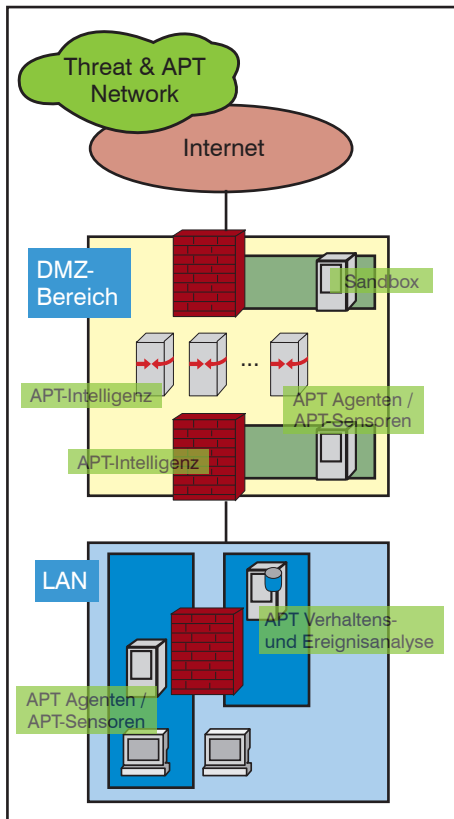 Threat & APT
Network
Internet
DMZ-
Bereich
Sandbox
...
APT-Intelligenz
APT Agenten /
APT-Sensoren
APT-Intelligenz
LAN
APT Verhaltens-
und Ereignisanalyse
APT Agenten /
APT-Sensoren